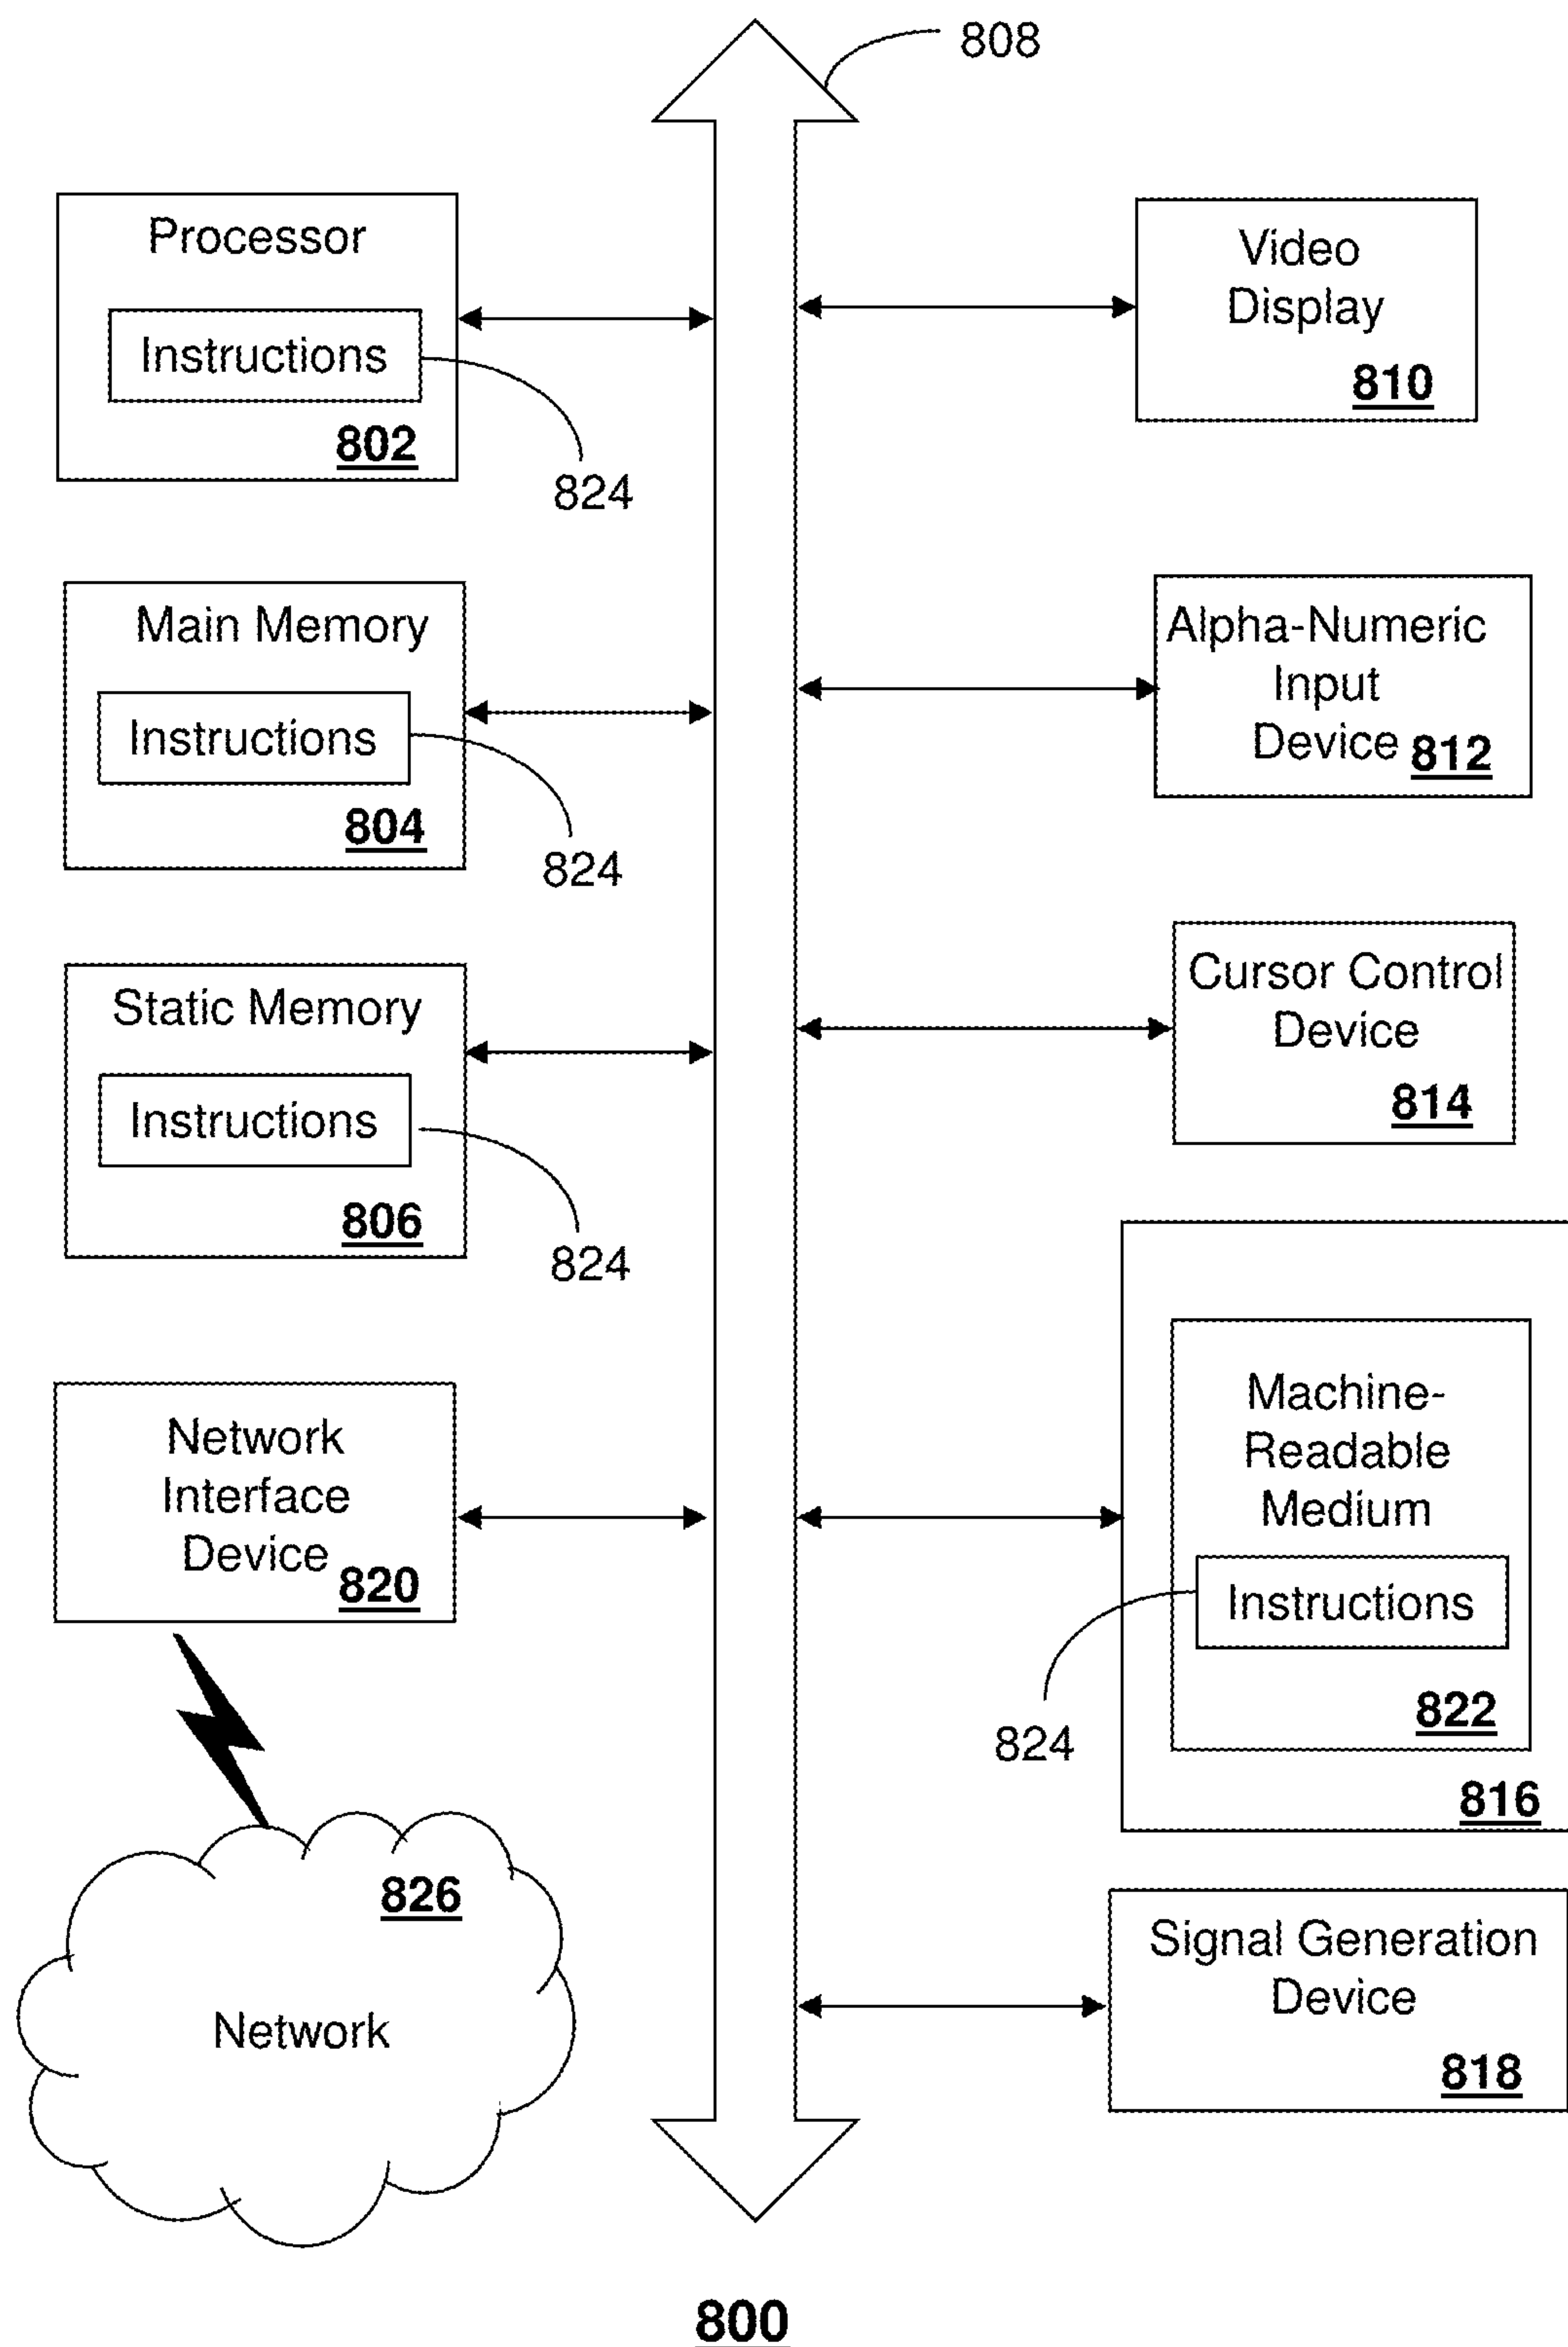 808
Processor
Instructions
802
824
Main Memory
Instructions
804
824
Static Memory
Instructions
806
824
Network
Interface
Device
820
826
Network
Video
Display
810
Alpha-Numeric
Input
Device 812
Cursor Control
Device
814
Machine-
Readable
Medium
Instructions
824
822
816
Signal Generation
Device
818
800